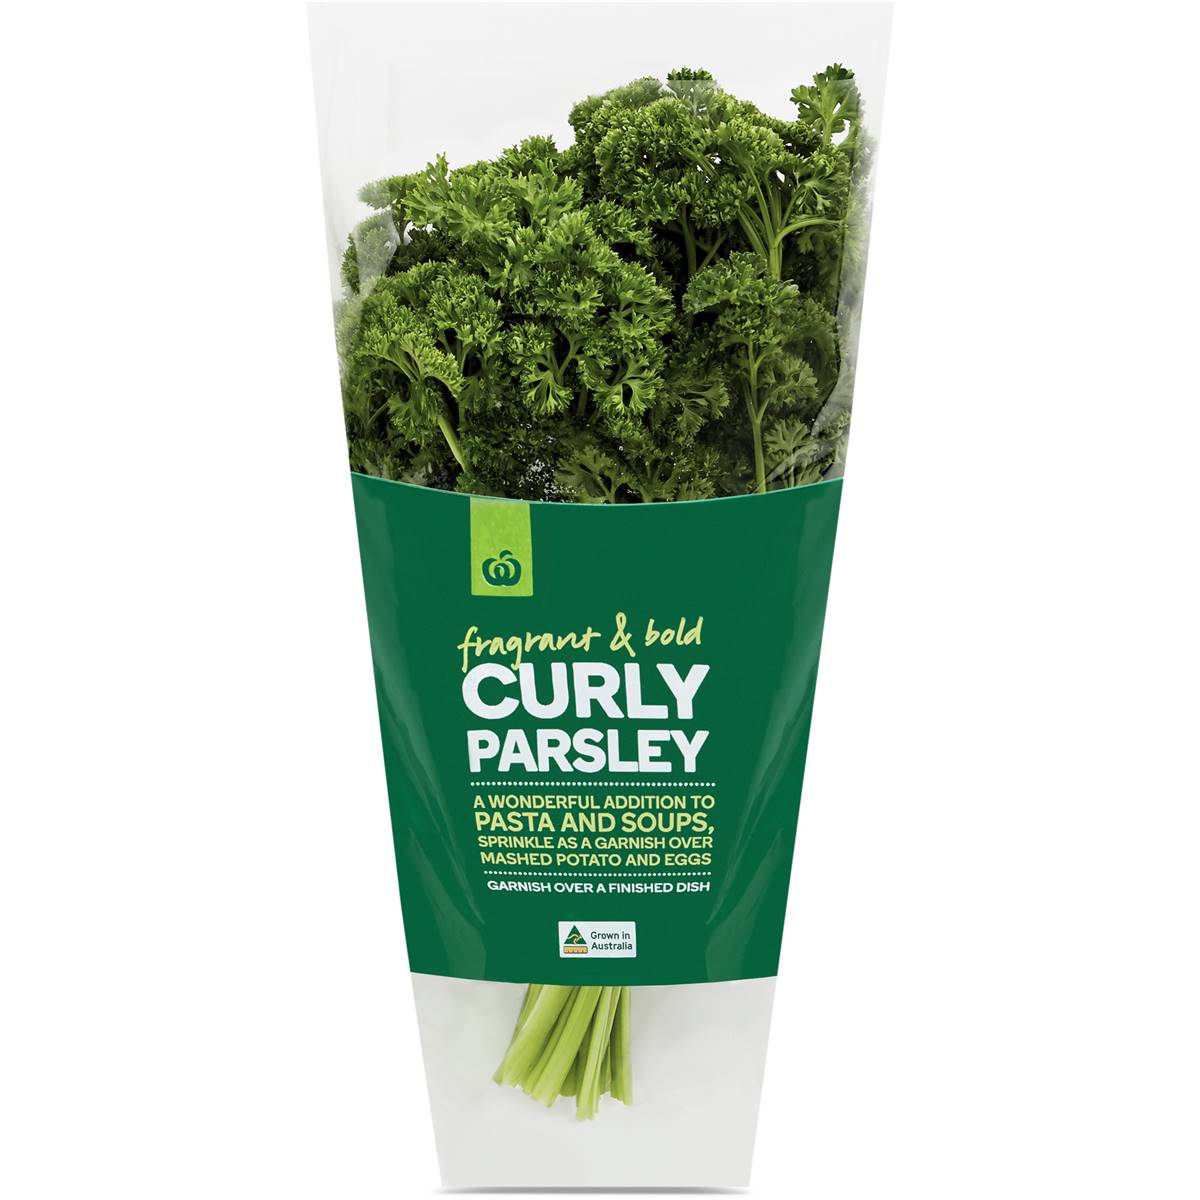 fragrant & bold
CURLY
PARSLEY
A WONDERFUL ADDITION TO
PASTA AND SOUPS,
SPRINKLE AS A GARNISH OVER
MASHED POTATO AND EGGS
GARNISH OVER A FINISHED DISH
Grown in
Australia